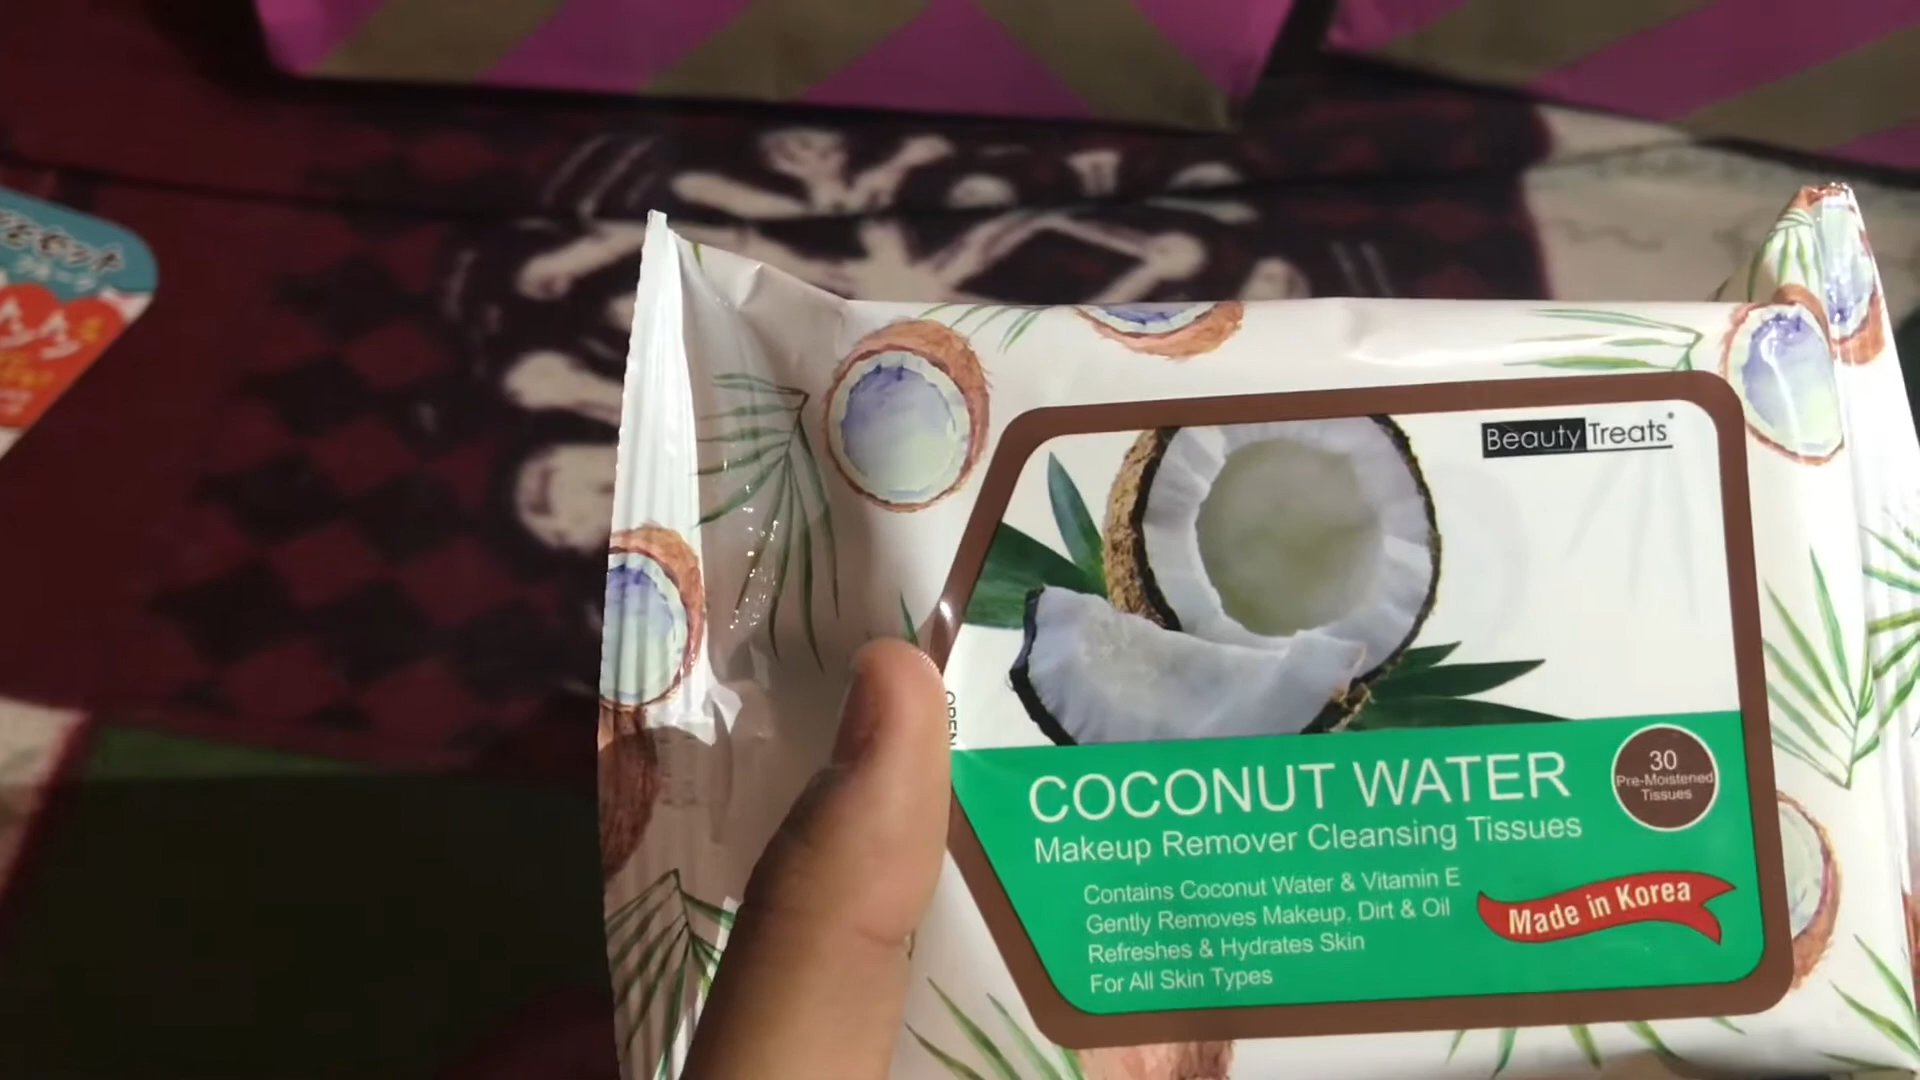 Beauty Treats
OPEN
COCONUT WATER
Makeup Remover Cleansing Tissues
30
Pre-Moistened
Tissues
Contains Coconut Water & Vitamin E
Gently Removes Makeup, Dirt & Oil
Refreshes & Hydrates Skin
For All Skin Types
Made in Korea